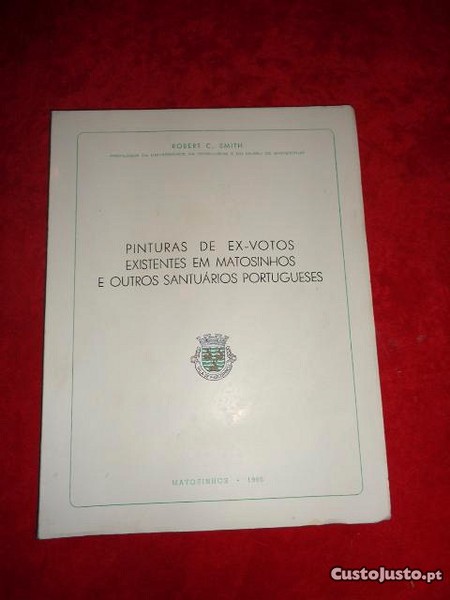 ROBERT C. SMITH
PINTURAS DE EX-VOTOS
EXISTENTES EM MATOSINHOS
E OUTROS SANTUÁRIOS PORTUGUESES
MATOSINHOS •
CustoJusto.pt